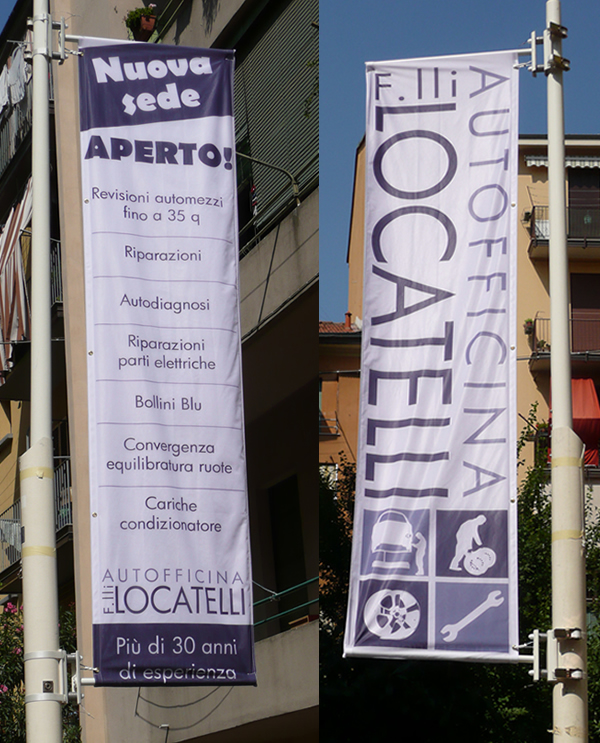 Nuova
sede
APERTO!
Revisioni automezzi
fino a 35 q
Riparazioni
Autodiagnosi
Riparazioni
parti elettriche
Bollini Blu
Convergenza
equilibratura ruote
Cariche
condizionatore
AUTOFFICINA
F.lli LOCATELLI
Più di 30 anni
di esperienza
AUTOFFICINA
F.lli LOCATELLI